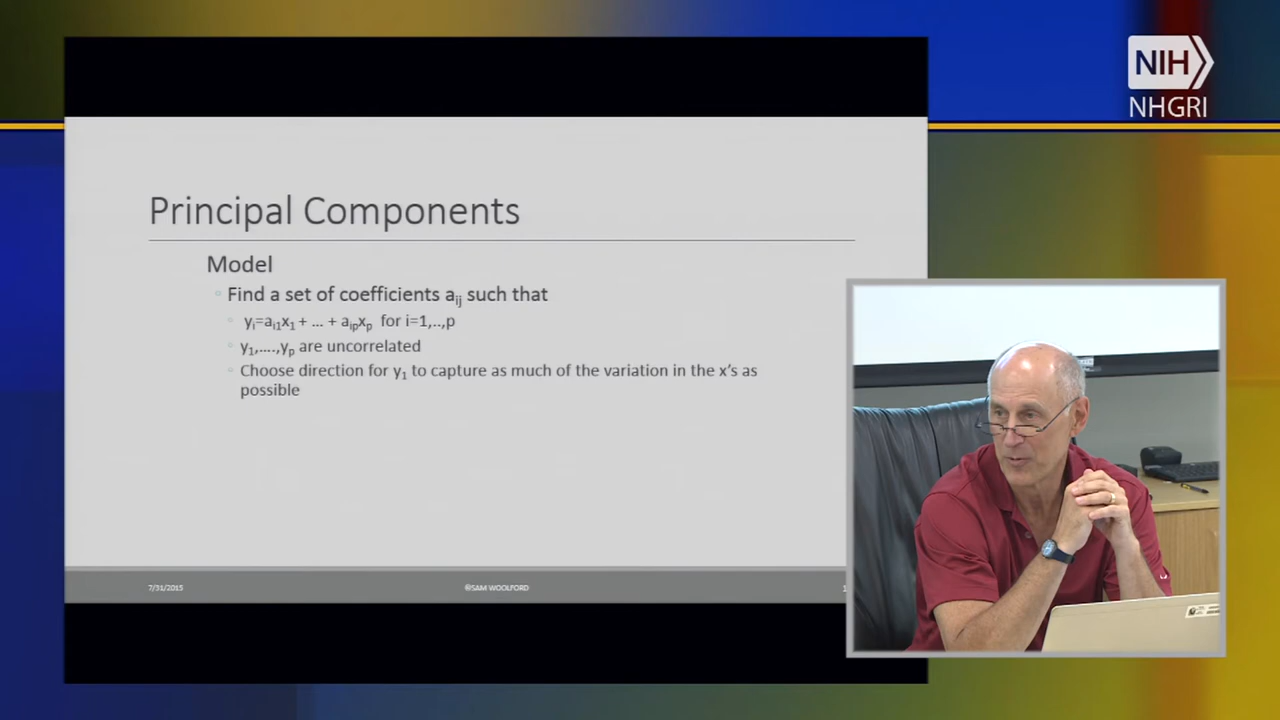 NIH
NHGRI
Principal Components
Model
Find a set of coefficients aij such that
yi=ai1x1 + ... + aipxp for i=1,..,p
y1,....,yp are uncorrelated
Choose direction for y1 to capture as much of the variation in the x's as
possible
7/31/2015
@SAM WOOLFORD